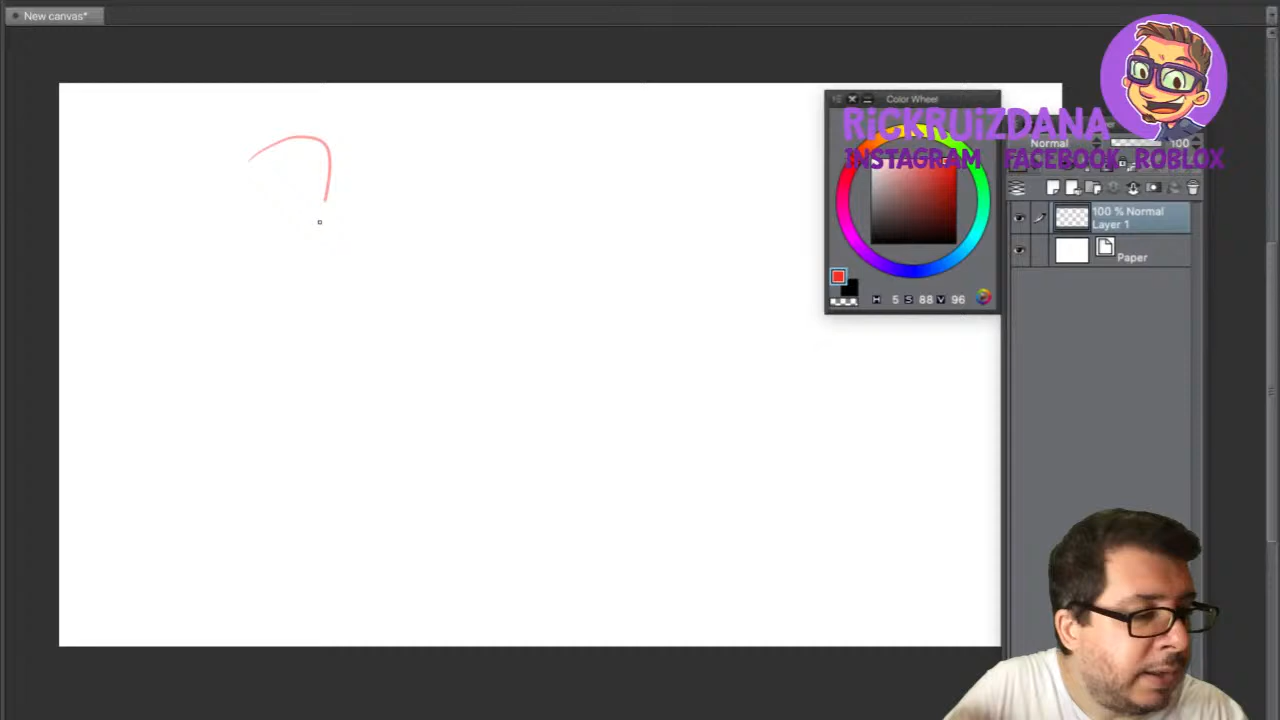 New canvas*
Color Wheel
RiCKRUiZDANA
Normal 100
INSTAGRAM FACEBOOK ROBLOX
100 % Normal
Layer 1
Paper
H 5 S 88 V 96